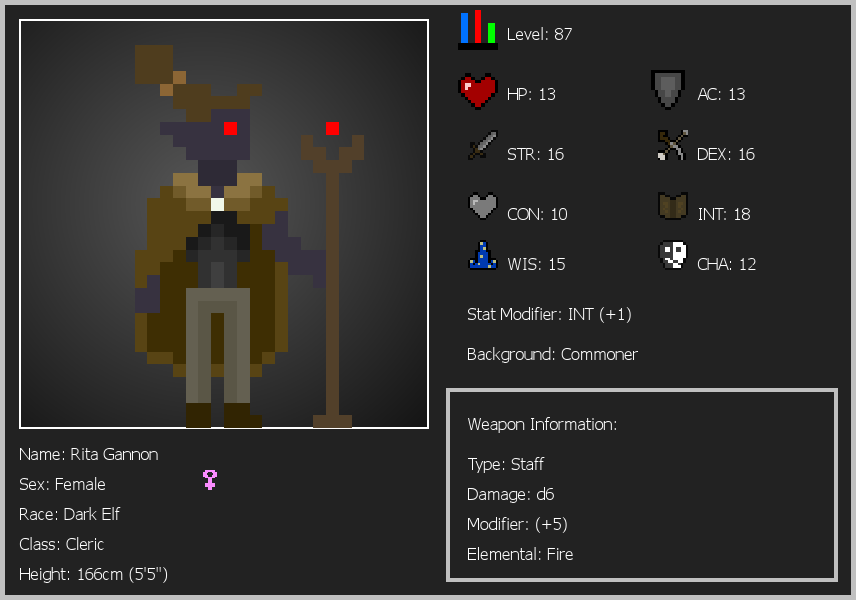 Level: 87
HP: 13
AC: 13
STR: 16
DEX: 16
CON: 10
INT: 18
WIS: 15
CHA: 12
Stat Modifier: INT (+1)
Background: Commoner
Weapon Information:
Type: Staff
Damage: d6
Modifier: (+5)
Elemental: Fire
Name: Rita Gannon
Sex: Female
Race: Dark Elf
Class: Cleric
Height: 166cm (5'5")